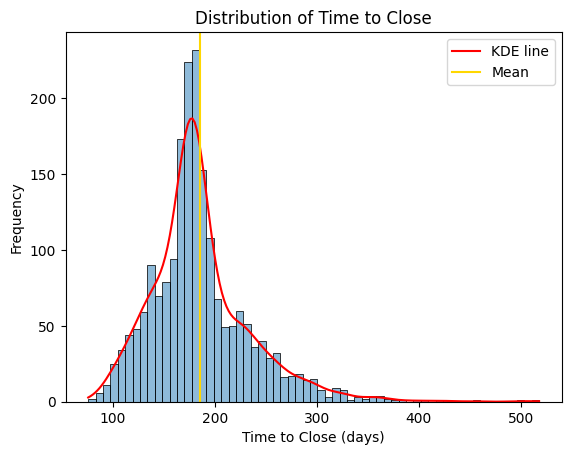 Distribution of Time to Close
KDE line
Mean
Frequency
200
150
100
50
0
100
200
300
400
500
Time to Close (days)